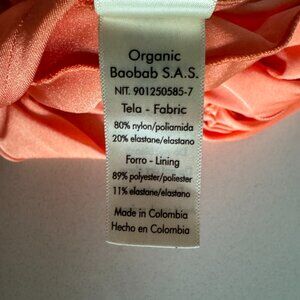 Organic
Baobab S.A.S.
NIT. 901250585-7
Tela - Fabric
80% nylon/poliamida
20% elastane/elastano
Forro - Lining
89% polyester/poliester
11% elastane/elastano
Made in Colombia
Hecho en Colombia